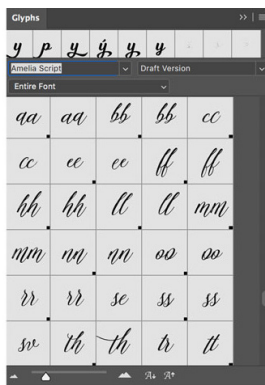 Glyphs
y p y ý y y
Amelia Script Draft Version
Entire Font
aa aa bb bb cc
cc ee ee ff ff
hh hh ll ll mm
mm nn nn oo oo
rr rr se ss ss
sv th th tr tt